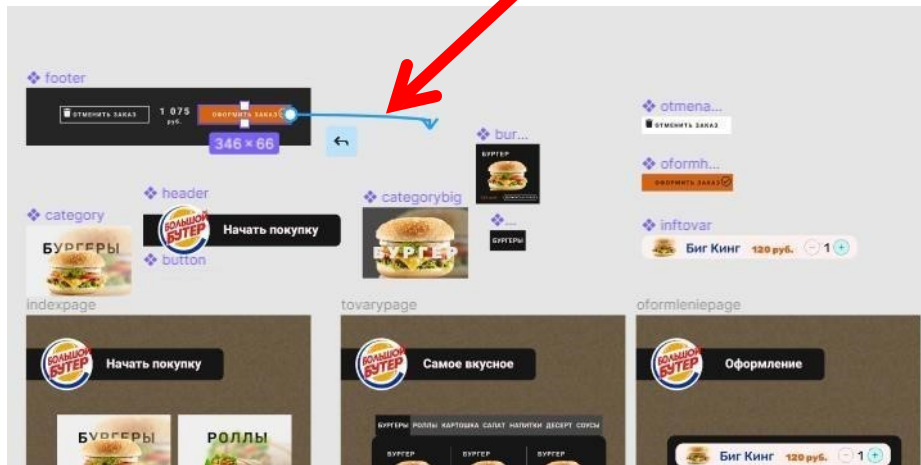 footer
ОТМЕНИТЬ ЗАКАЗ
1 075
руб.
ОФОРМИТЬ ЗАКАЗ
346 × 66
bur...
БУРГЕР
otmena...
ОТМЕНИТЬ ЗАКАЗ
oformh...
ОФОРМИТЬ ЗАКАЗ
header
БОЛЬШОЙ
БУТЕР
Начать покупку
categorybig
БУРГЕР
...
БУРГЕРЫ
inftovar
Биг Кинг 120 руб. 1
category
БУРГЕРЫ
button
indexpage
БОЛЬШОЙ
БУТЕР
Начать покупку
БУРГЕРЫ
РОЛЛЫ
tovarypage
БОЛЬШОЙ
БУТЕР
Самое вкусное
БУРГЕРЫ РОЛЛЫ КАРТОШКА САЛАТ НАПИТКИ ДЕСЕРТ СОУСЫ
БУРГЕР БУРГЕР БУРГЕР
oformleniepage
БОЛЬШОЙ
БУТЕР
Оформление
Биг Кинг 120 руб. 1